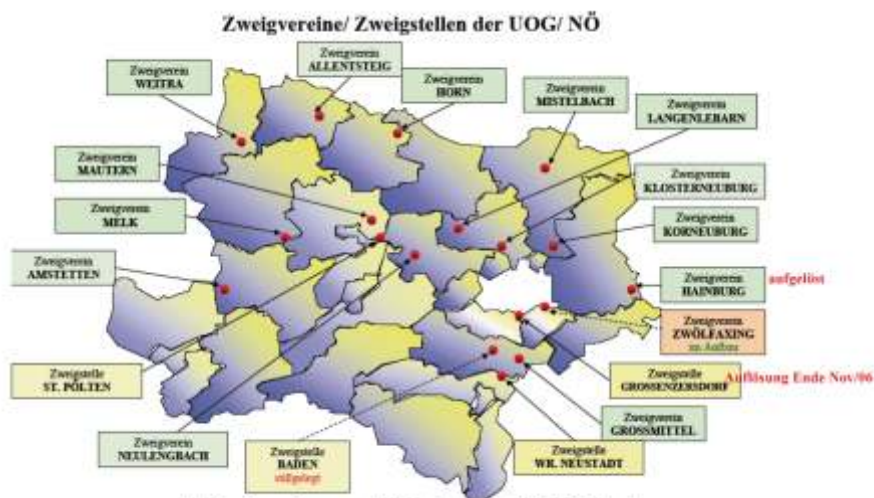 Zweigvereine/ Zweigstellen der UOG/ NÖ
Zweigverein
ALLENTSTEIG
Zweigverein
WEITRA
Zweigverein
HORN
Zweigverein
MISTELBACH
Zweigverein
LANGENLEBARN
Zweigverein
MAUTERN
Zweigverein
KLOSTERNEUBURG
Zweigverein
MELK
Zweigverein
KORNEUBURG
Zweigverein
AMSTETTEN
Zweigverein
HAINBURG
aufgelöst
Zweigverein
ZWÖLFAXING
im Aufbau
Zweigstelle
ST. PÖLTEN
Zweigstelle
GROSSENZERSDORF
Auflösung Ende Nov/06
Zweigverein
GROSSMITTEL
Zweigverein
NEULENGBACH
Zweigstelle
BADEN
stillgelegt
Zweigstelle
WR. NEUSTADT